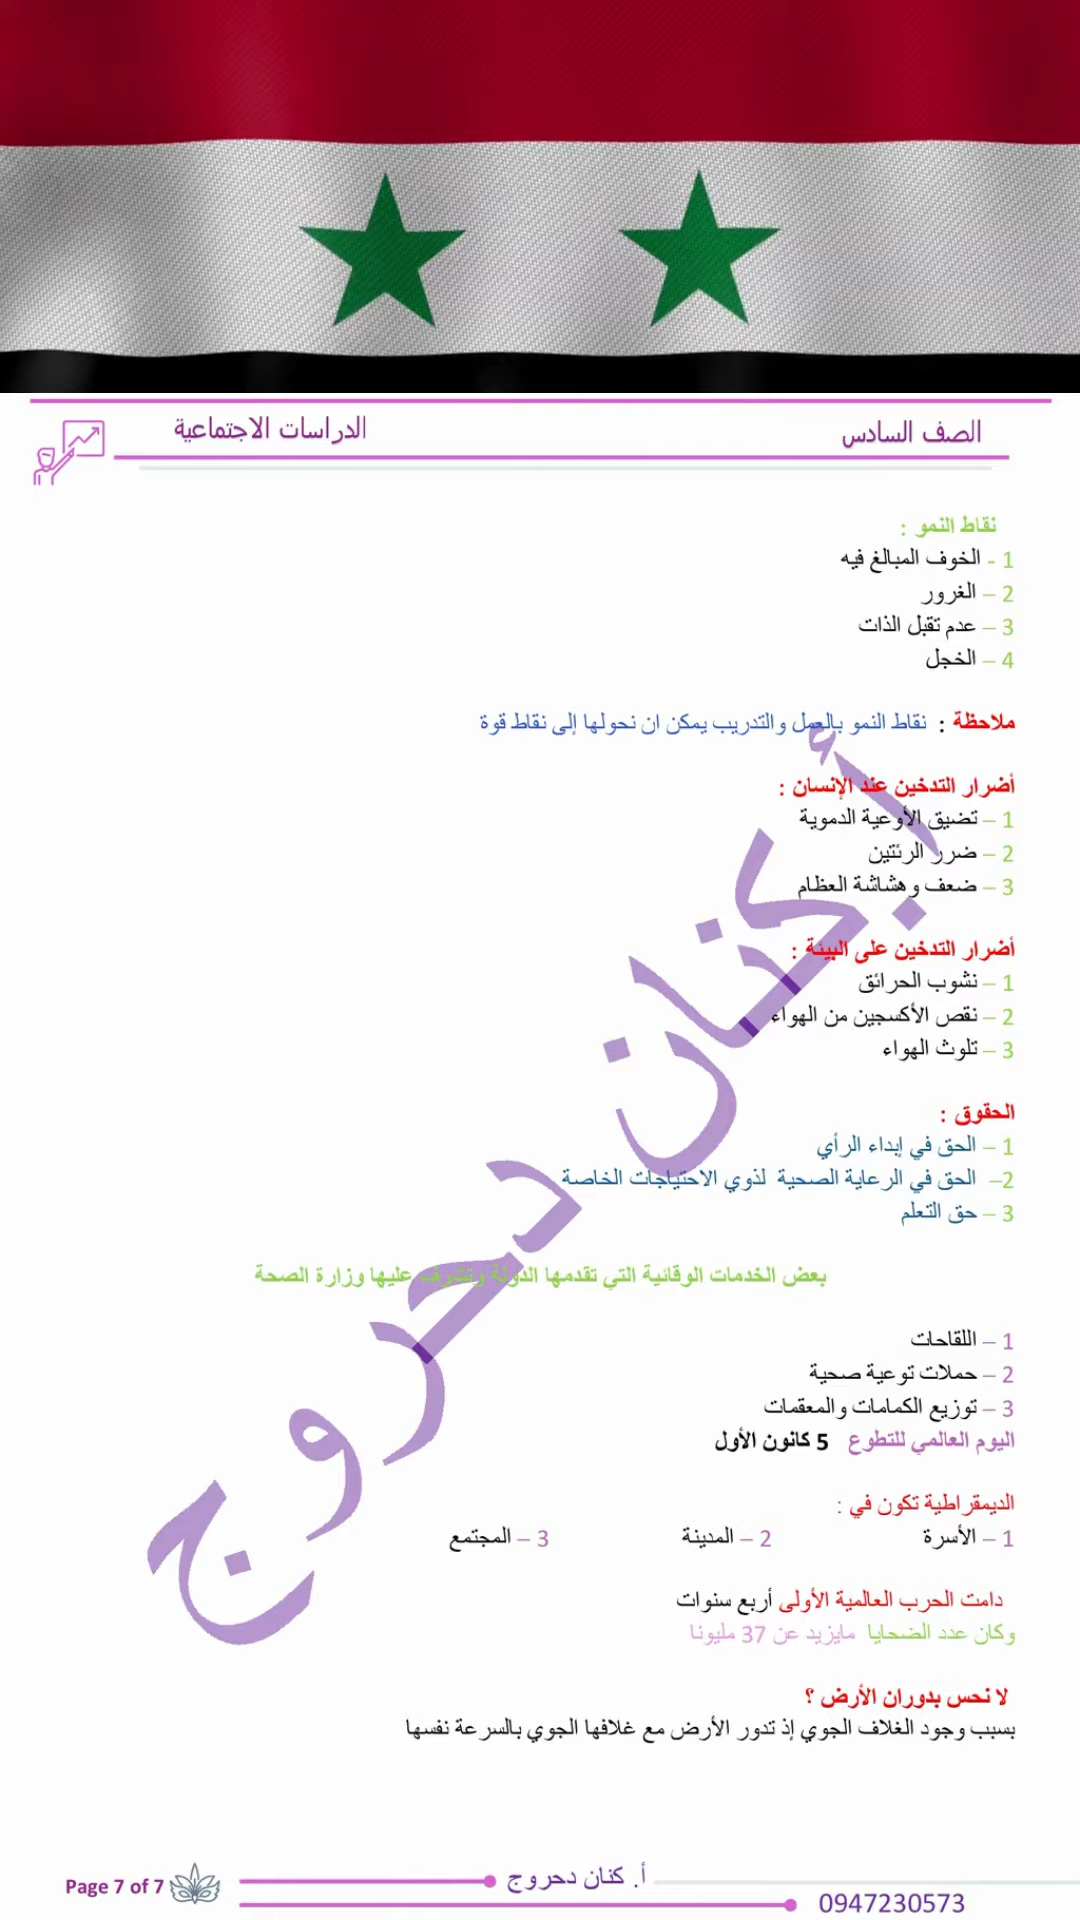 الصف السادس
الدراسات الاجتماعية
نقاط النمو :
1 - الخوف المبالغ فيه
2 – الغرور
3 – عدم تقبل الذات
4 – الخجل
ملاحظة : نقاط النمو بالعمل والتدريب يمكن ان نحولها إلى نقاط قوة
أضرار التدخين عند الإنسان :
1 – تضيق الأوعية الدموية
2 – ضرر الرئتين
3 – ضعف وهشاشة العظام
أضرار التدخين على البيئة :
1 – نشوب الحرائق
2 – نقص الأكسجين من الهواء
3 – تلوث الهواء
الحقوق :
1 – الحق في إبداء الرأي
2– الحق في الرعاية الصحية لذوي الاحتياجات الخاصة
3 – حق التعلم
بعض الخدمات الوقائية التي تقدمها الدولة وتشرف عليها وزارة الصحة
1 – اللقاحات
2 – حملات توعية صحية
3 – توزيع الكمامات والمعقمات
اليوم العالمي للتطوع 5 كانون الأول
الديمقراطية تكون في :
1 – الأسرة 2 – المدينة 3 – المجتمع
دامت الحرب العالمية الأولى أربع سنوات
وكان عدد الضحايا مايزيد عن 37 مليونا
لا نحس بدوران الأرض ؟
بسبب وجود الغلاف الجوي إذ تدور الأرض مع غلافها الجوي بالسرعة نفسها
أ. كنان دحروج
أ. كنان دحروج
Page 7 of 7
0947230573